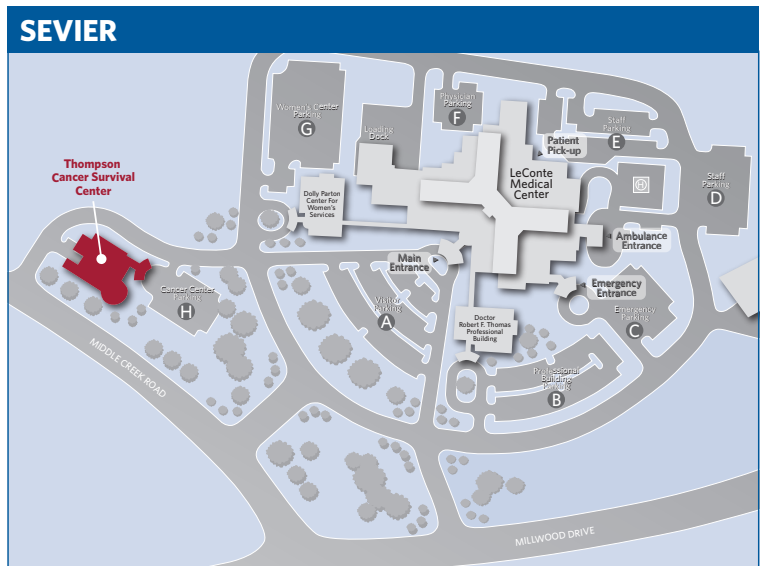 SEVIER
Women's Center
Parking
G
Physician
Parking
F
Staff
Parking
E
Loading
Dock
Patient
Pick-up
LeConte
Medical
Center
H
Staff
Parking
D
Thompson
Cancer Survival
Center
Dolly Parton
Center For
Women's
Services
Ambulance
Entrance
Main
Entrance
Emergency
Entrance
Cancer Center
Parking
H
Visitor
Parking
A
Emergency
Parking
C
Doctor
Robert F. Thomas
Professional
Building
Professional
Building
Parking
B
MIDDLE CREEK ROAD
MILLWOOD DRIVE